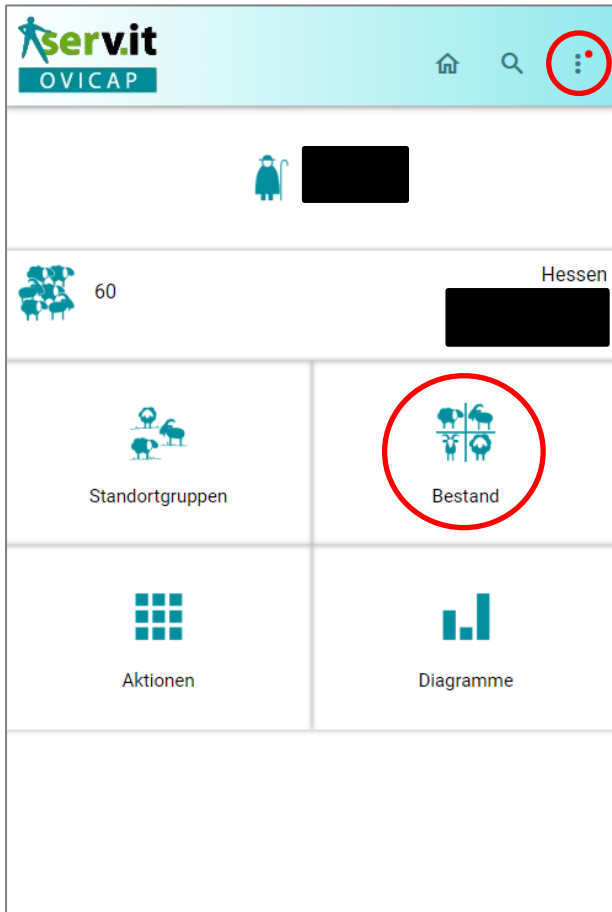 serv.it
OVICAP
60
Hessen
Standortgruppen
Bestand
Aktionen
Diagramme